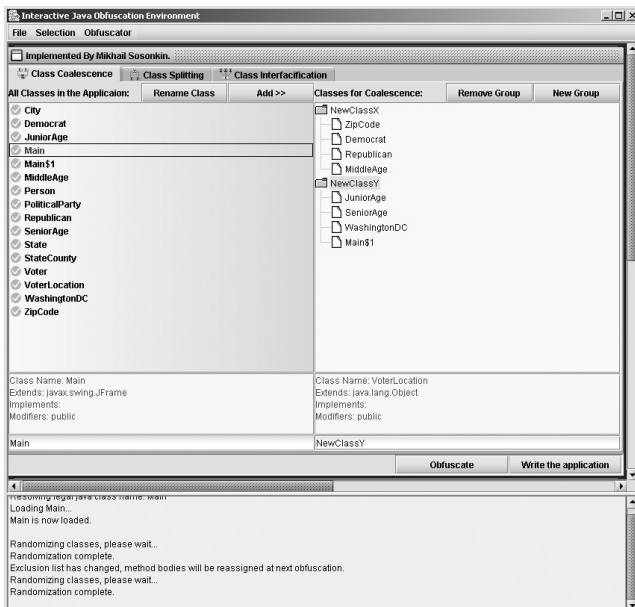 Interactive Java Obfuscation Environment
File Selection Obfuscator
Implemented By Mikhail Sosonkin.
Class Coalescence Class Splitting Class Interfacification
All Classes in the Applicaion: Rename Class Add >> Classes for Coalescence: Remove Group New Group
City
Democrat
JuniorAge
Main
Main$1
MiddleAge
Person
PoliticalParty
Republican
SeniorAge
State
StateCounty
Voter
VoterLocation
WashingtonDC
ZipCode
NewClassX
ZipCode
Democrat
Republican
MiddleAge
NewClassY
JuniorAge
SeniorAge
WashingtonDC
Main$1
Class Name: Main
Extends: javax.swing.JFrame
Implements:
Modifiers: public
Class Name: VoterLocation
Extends: java.lang.Object
Implements:
Modifiers: public
Main
NewClassY
Obfuscate Write the application
Resolving legal java class name: Main
Loading Main...
Main is now loaded.
Randomizing classes, please wait...
Randomization complete.
Exclusion list has changed, method bodies will be reassigned at next obfuscation.
Randomizing classes, please wait...
Randomization complete.